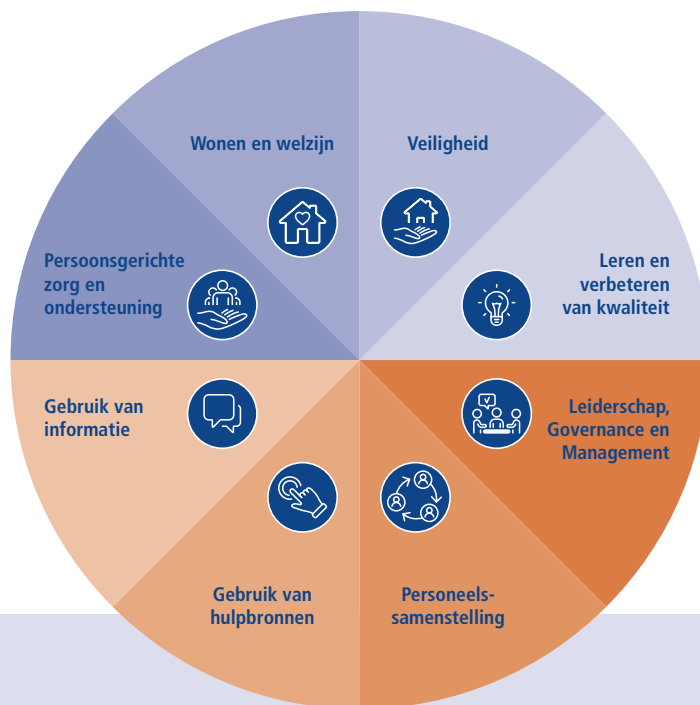 Wonen en welzijn
Veiligheid
Persoonsgerichte
zorg en
ondersteuning
Leren en
verbeteren
van kwaliteit
Gebruik van
informatie
Leiderschap,
Governance en
Management
Gebruik van
hulpbronnen
Personeels-
samenstelling